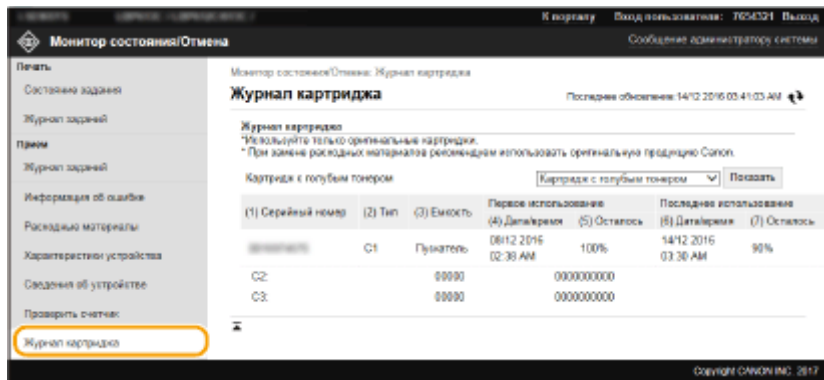 К порталу Вход пользователя: 7654321 Выход
Монитор состояния/Отмена
Сообщение администратору системы
Печать
Состояние задания
Журнал заданий
Прием
Журнал заданий
Информация об ошибке
Расходные материалы
Характеристики устройства
Сведения об устройстве
Проверить счетчик
Журнал картриджа
Монитор состояния/Отмена: Журнал картриджа
Журнал картриджа
Последнее обновление: 14/12 2016 03:41:03 AM
Журнал картриджа
*Используйте только оригинальные картриджи.
* При замене расходных материалов рекомендуем использовать оригинальную продукцию Canon.
Картридж с голубым тонером
Картридж с голубым тонером Показать
(1) Серийный номер (2) Тип (3) Емкость Первое использование Последнее использование
(4) Дата/время (5) Осталось (6) Дата/время (7) Осталось
C1 08/12 2016 02:38 AM 100% 14/12 2016 03:30 AM 90%
C2: 00000 0000000000
C3: 00000 0000000000
Copyright CANON INC. 2017